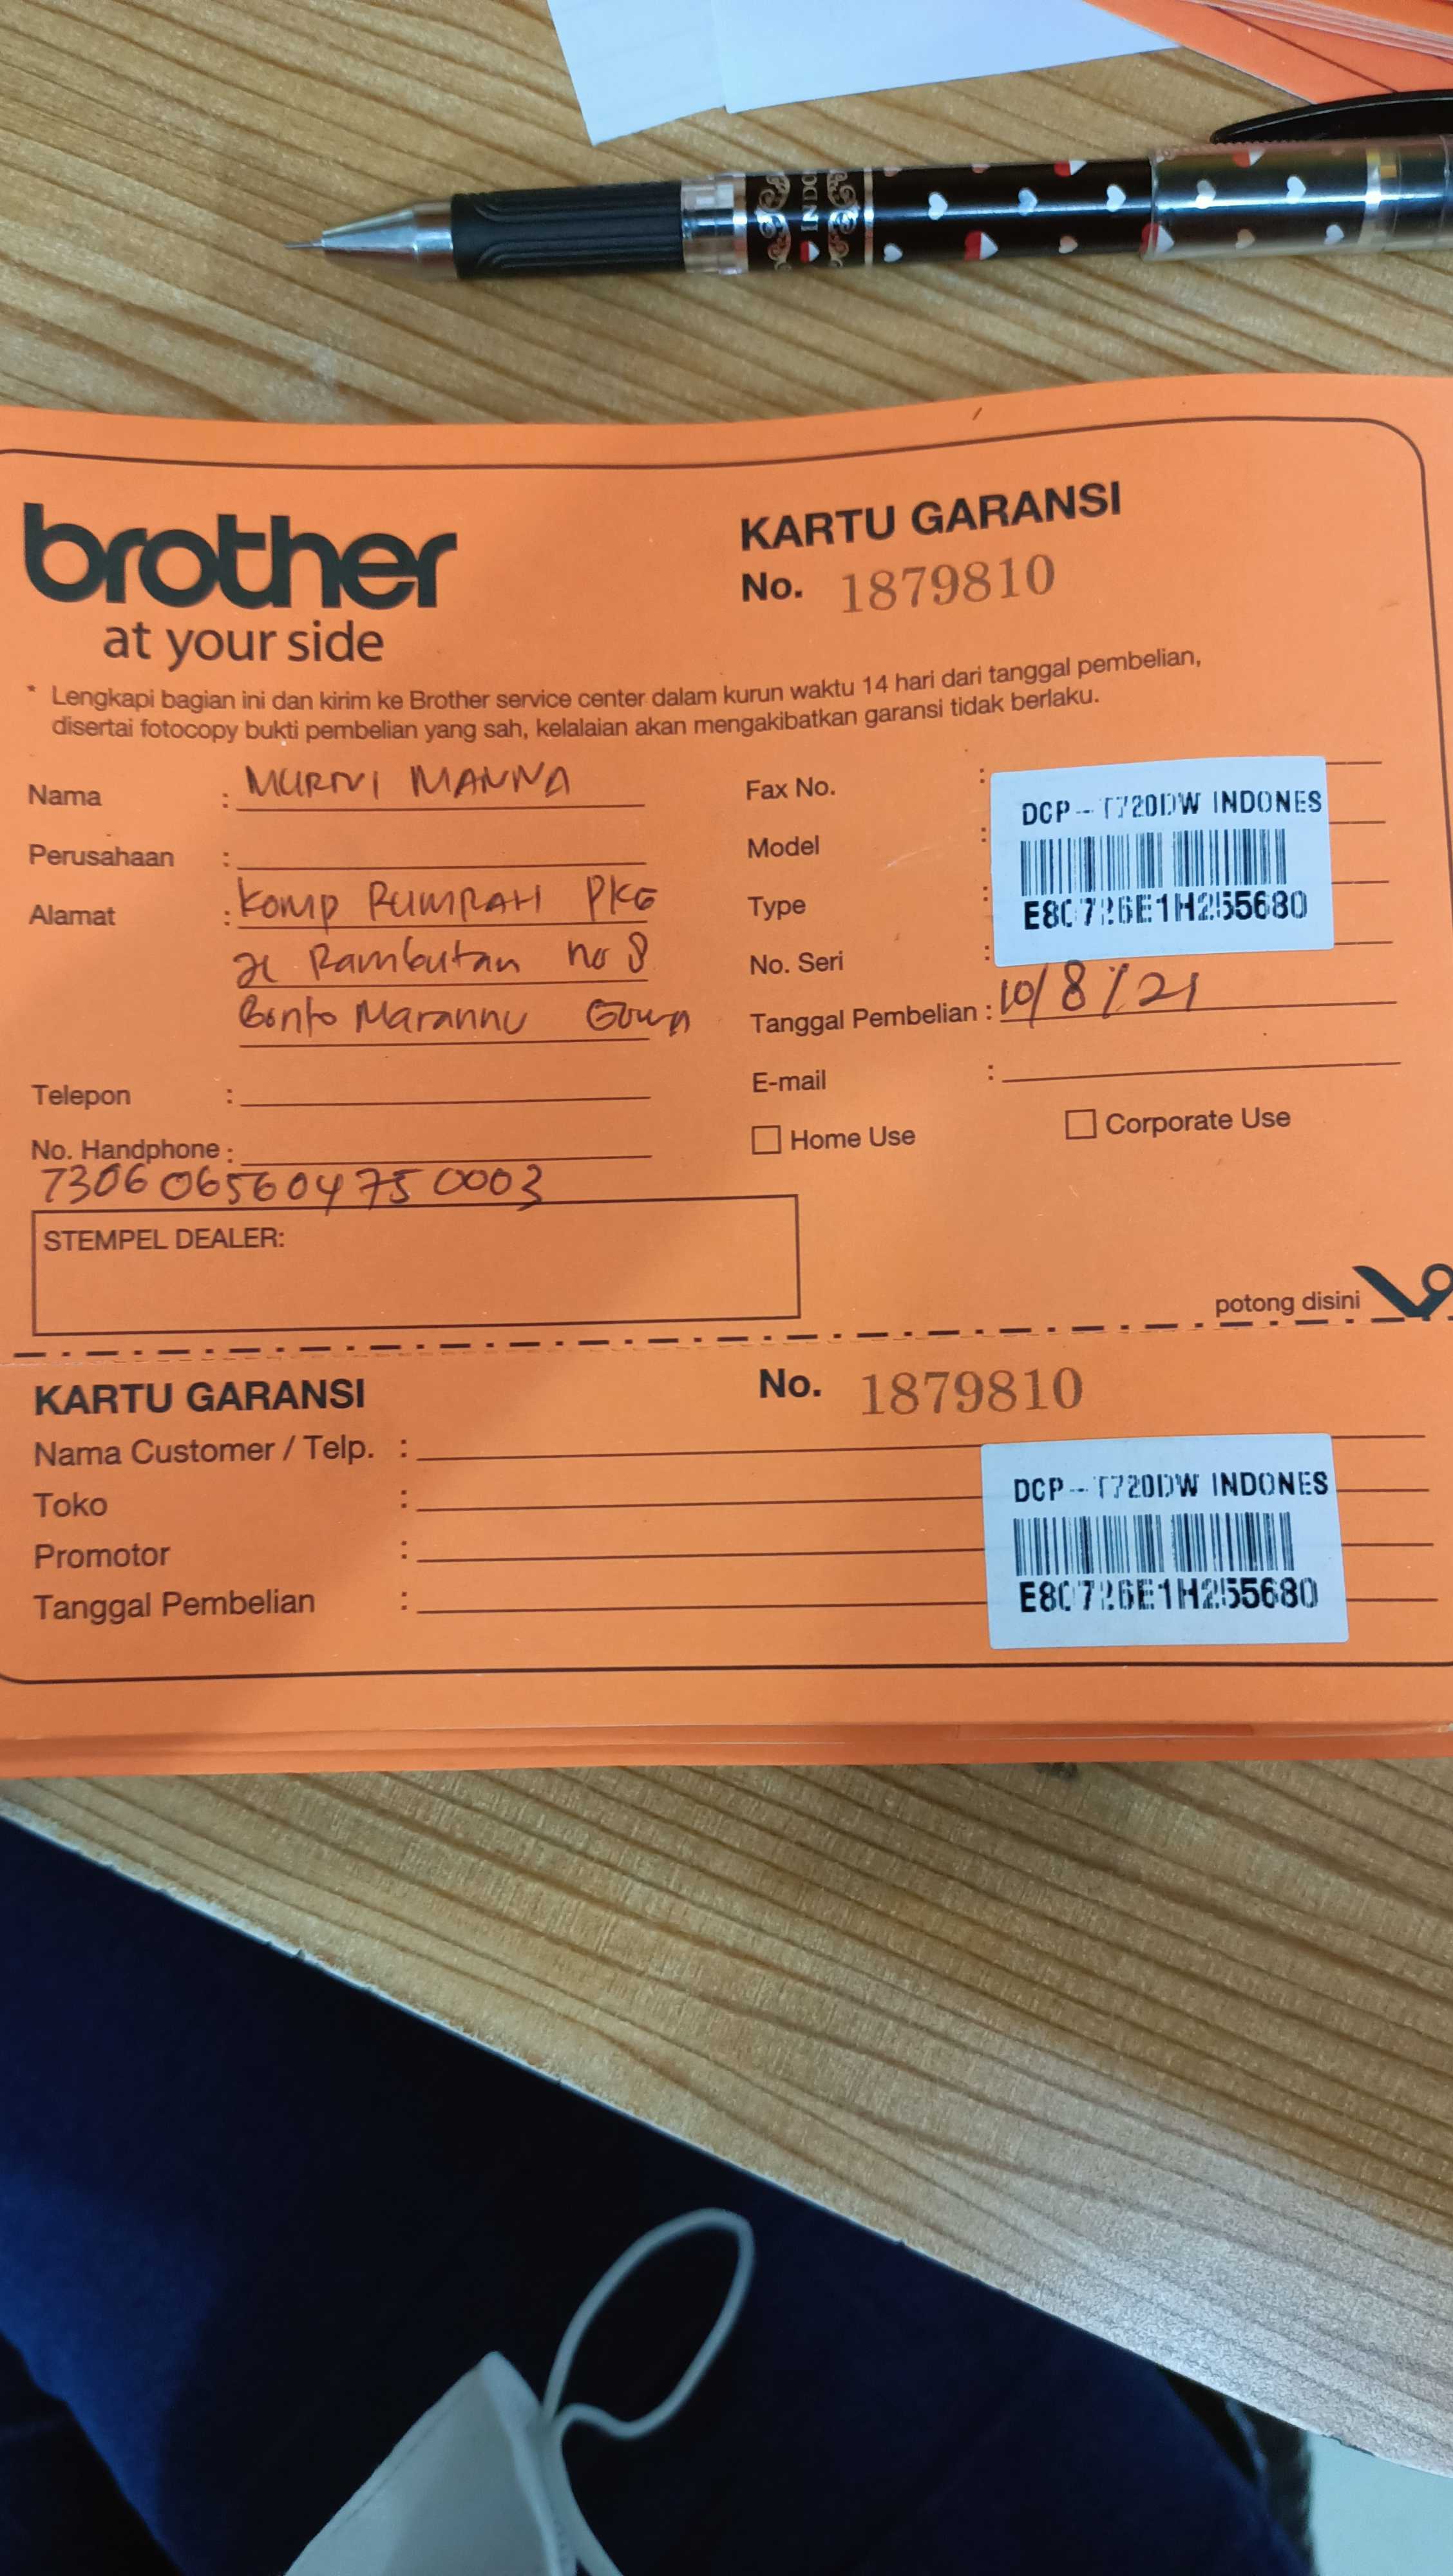 INDO
brother
at your side
KARTU GARANSI
No. 1879810
* Lengkapi bagian ini dan kirim ke Brother service center dalam kurun waktu 14 hari dari tanggal pembelian,
disertai fotocopy bukti pembelian yang sah, kelalaian akan mengakibatkan garansi tidak berlaku.
Nama : MURNI MANNA
Perusahaan :
Alamat : Komp RUMRAH PKG
Jl Rambutan no 8
Bonto Marannu Gowa
Telepon :
No. Handphone :
7306065604750003
STEMPEL DEALER:
Fax No. :
Model :
Type :
No. Seri :
DCP-T720DW INDONES
E80726E1H255680
Tanggal Pembelian : 10/8/21
E-mail :
Home Use
Corporate Use
potong disini
KARTU GARANSI
No. 1879810
Nama Customer / Telp. :
Toko :
Promotor :
Tanggal Pembelian :
DCP-T720DW INDONES